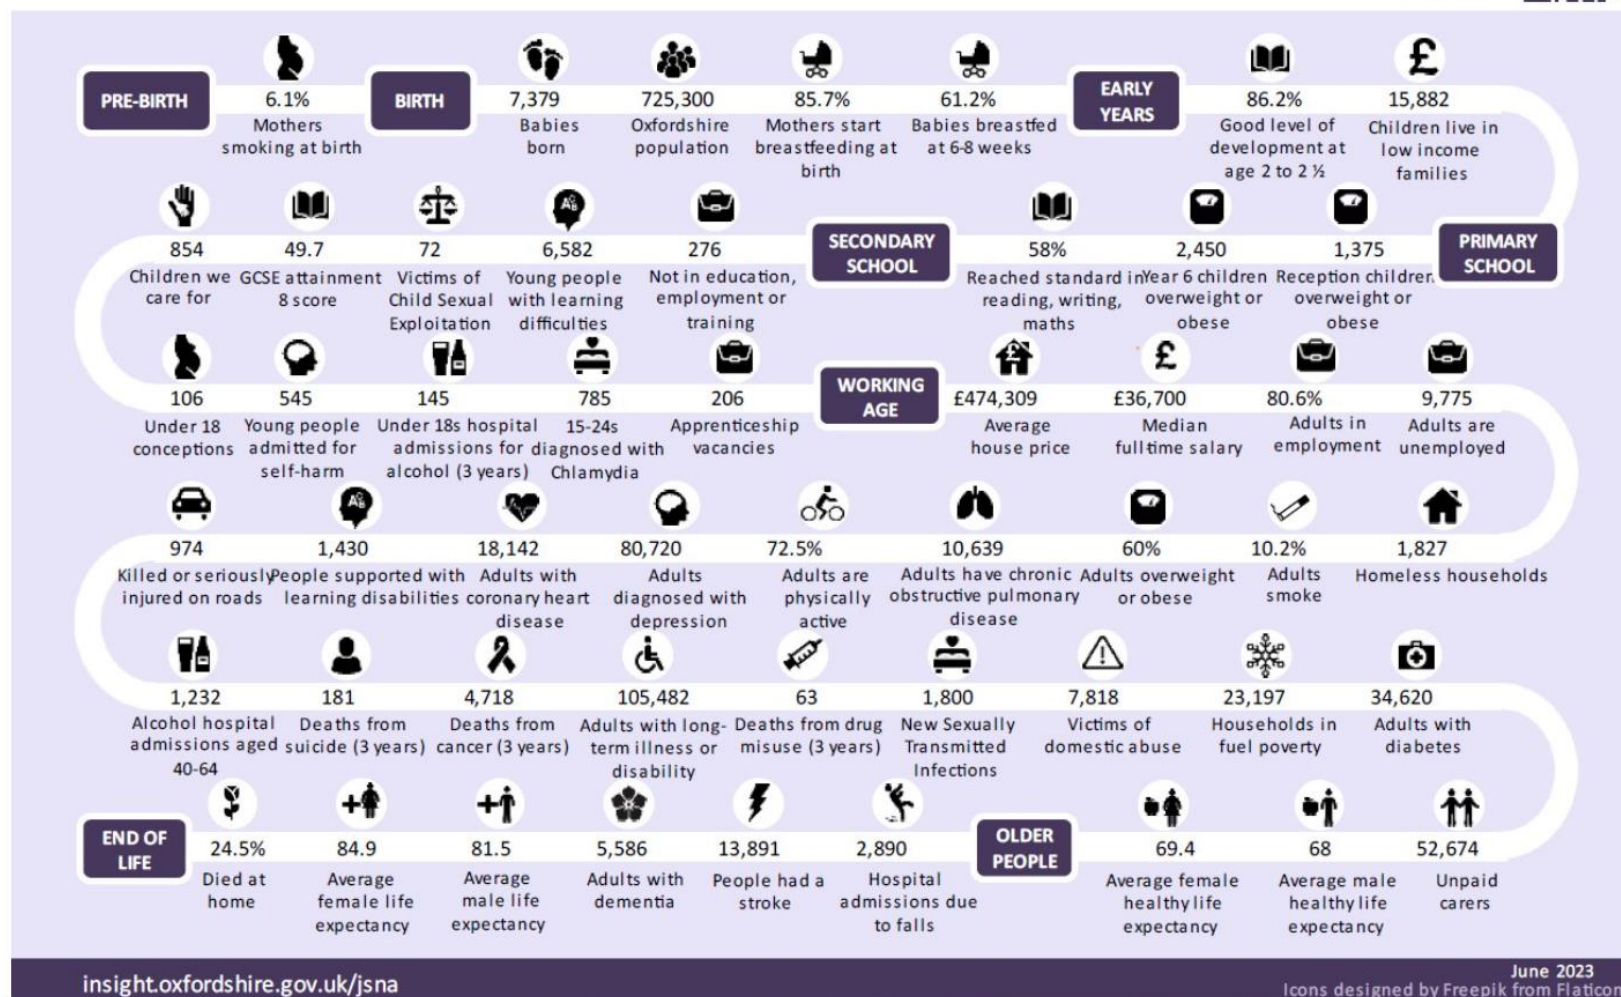 PRE-BIRTH
6.1%
Mothers
smoking at birth
BIRTH
7,379
Babies
born
725,300
Oxfordshire
population
85.7%
Mothers start
breastfeeding at
birth
61.2%
Babies breastfed
at 6-8 weeks
EARLY
YEARS
86.2%
Good level of
development at
age 2 to 2 ½
£
15,882
Children live in
low income
families
PRIMARY
SCHOOL
1,375
Reception children
overweight or
obese
2,450
Year 6 children
overweight or
obese
58%
Reached standard in
reading, writing,
maths
SECONDARY
SCHOOL
276
Not in education,
employment or
training
6,582
Young people
with learning
difficulties
72
Victims of
Child Sexual
Exploitation
49.7
GCSE attainment
8 score
854
Children we
care for
106
Under 18
conceptions
545
Young people
admitted for
self-harm
145
Under 18s hospital
admissions for
alcohol (3 years)
785
15-24s
diagnosed with
Chlamydia
206
Apprenticeship
vacancies
WORKING
AGE
£
£474,309
Average
house price
£
£36,700
Median
full-time salary
80.6%
Adults in
employment
9,775
Adults are
unemployed
1,827
Homeless households
10.2%
Adults
smoke
60%
Adults overweight
or obese
10,639
Adults have chronic
obstructive pulmonary
disease
72.5%
Adults are
physically
active
80,720
Adults
diagnosed with
depression
18,142
Adults with
coronary heart
disease
1,430
People supported with
learning disabilities
974
Killed or seriously
injured on roads
1,232
Alcohol hospital
admissions aged
40-64
181
Deaths from
suicide (3 years)
4,718
Deaths from
cancer (3 years)
105,482
Adults with long-
term illness or
disability
63
Deaths from drug
misuse (3 years)
1,800
New Sexually
Transmitted
Infections
7,818
Victims of
domestic abuse
23,197
Households in
fuel poverty
34,620
Adults with
diabetes
52,674
Unpaid
carers
68
Average male
healthy life
expectancy
69.4
Average female
healthy life
expectancy
OLDER
PEOPLE
2,890
Hospital
admissions due
to falls
13,891
People had a
stroke
5,586
Adults with
dementia
81.5
Average
male life
expectancy
84.9
Average
female life
expectancy
24.5%
Died at
home
END OF
LIFE
insight.oxfordshire.gov.uk/jsna
June 2023
Icons designed by Freepik from Flaticon